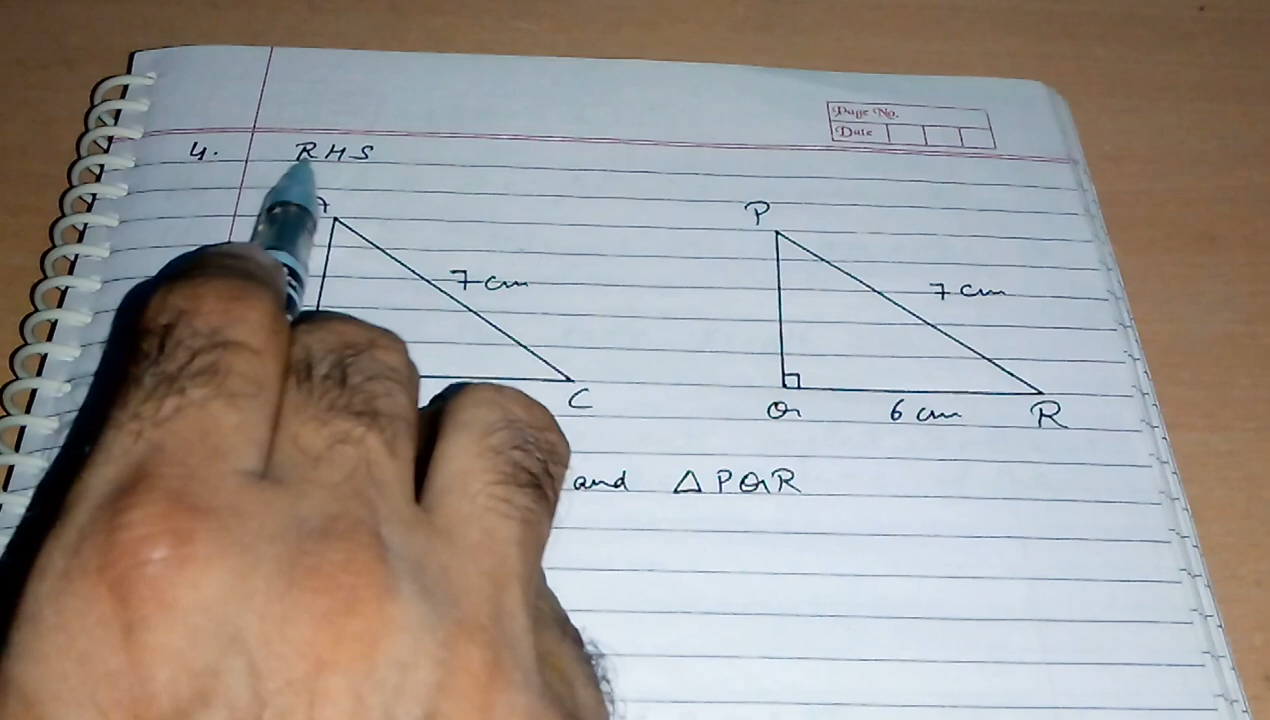 Page No.
Date
4. RHS
A
P
7 cm
7 cm
C
Q
6 cm
R
and △PQR